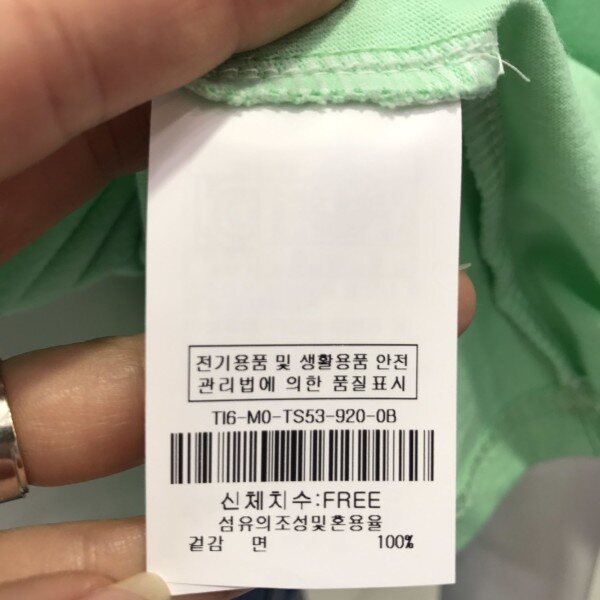 전기용품 및 생활용품 안전
관리법에 의한 품질표시
TI6-MO-TS53-920-0B
신체치수:FREE
섬유의조성및혼용율
겉감 면 100%